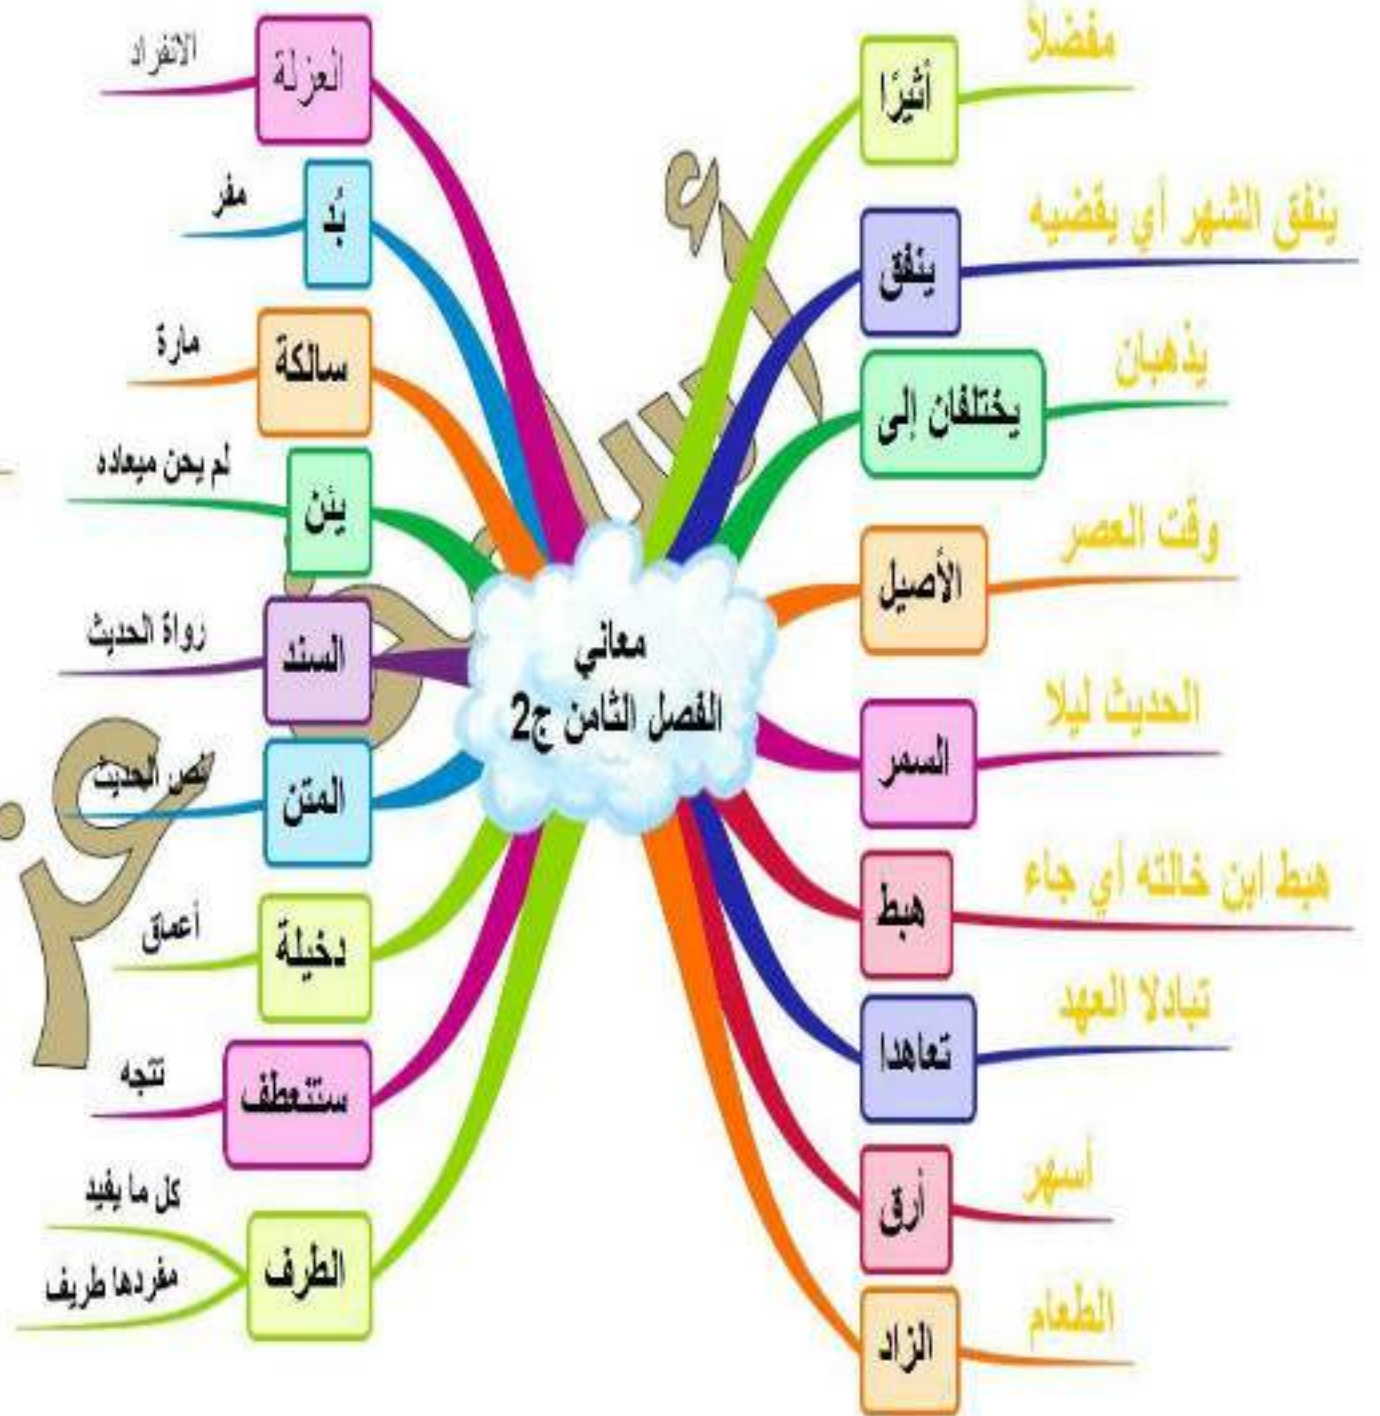 معاني
الفصل الثامن ج2
أثيرًا
مفضلاً
ينفق
ينفق الشهر أي يقضيه
يختلفان إلى
يذهبان
الأصيل
وقت العصر
السمر
الحديث ليلا
هبط
هبط ابن خالته أي جاء
تعاهدا
تبادلا العهد
أرق
أسهر
الزاد
الطعام
العزلة
الانفراد
بُد
مفر
سالكة
مارة
يئن
لم يحن ميعاده
السند
رواة الحديث
المتن
نص الحديث
دخيلة
أعماق
ستنعطف
تتجه
الطرف
كل ما يفيد
مفردها طريف